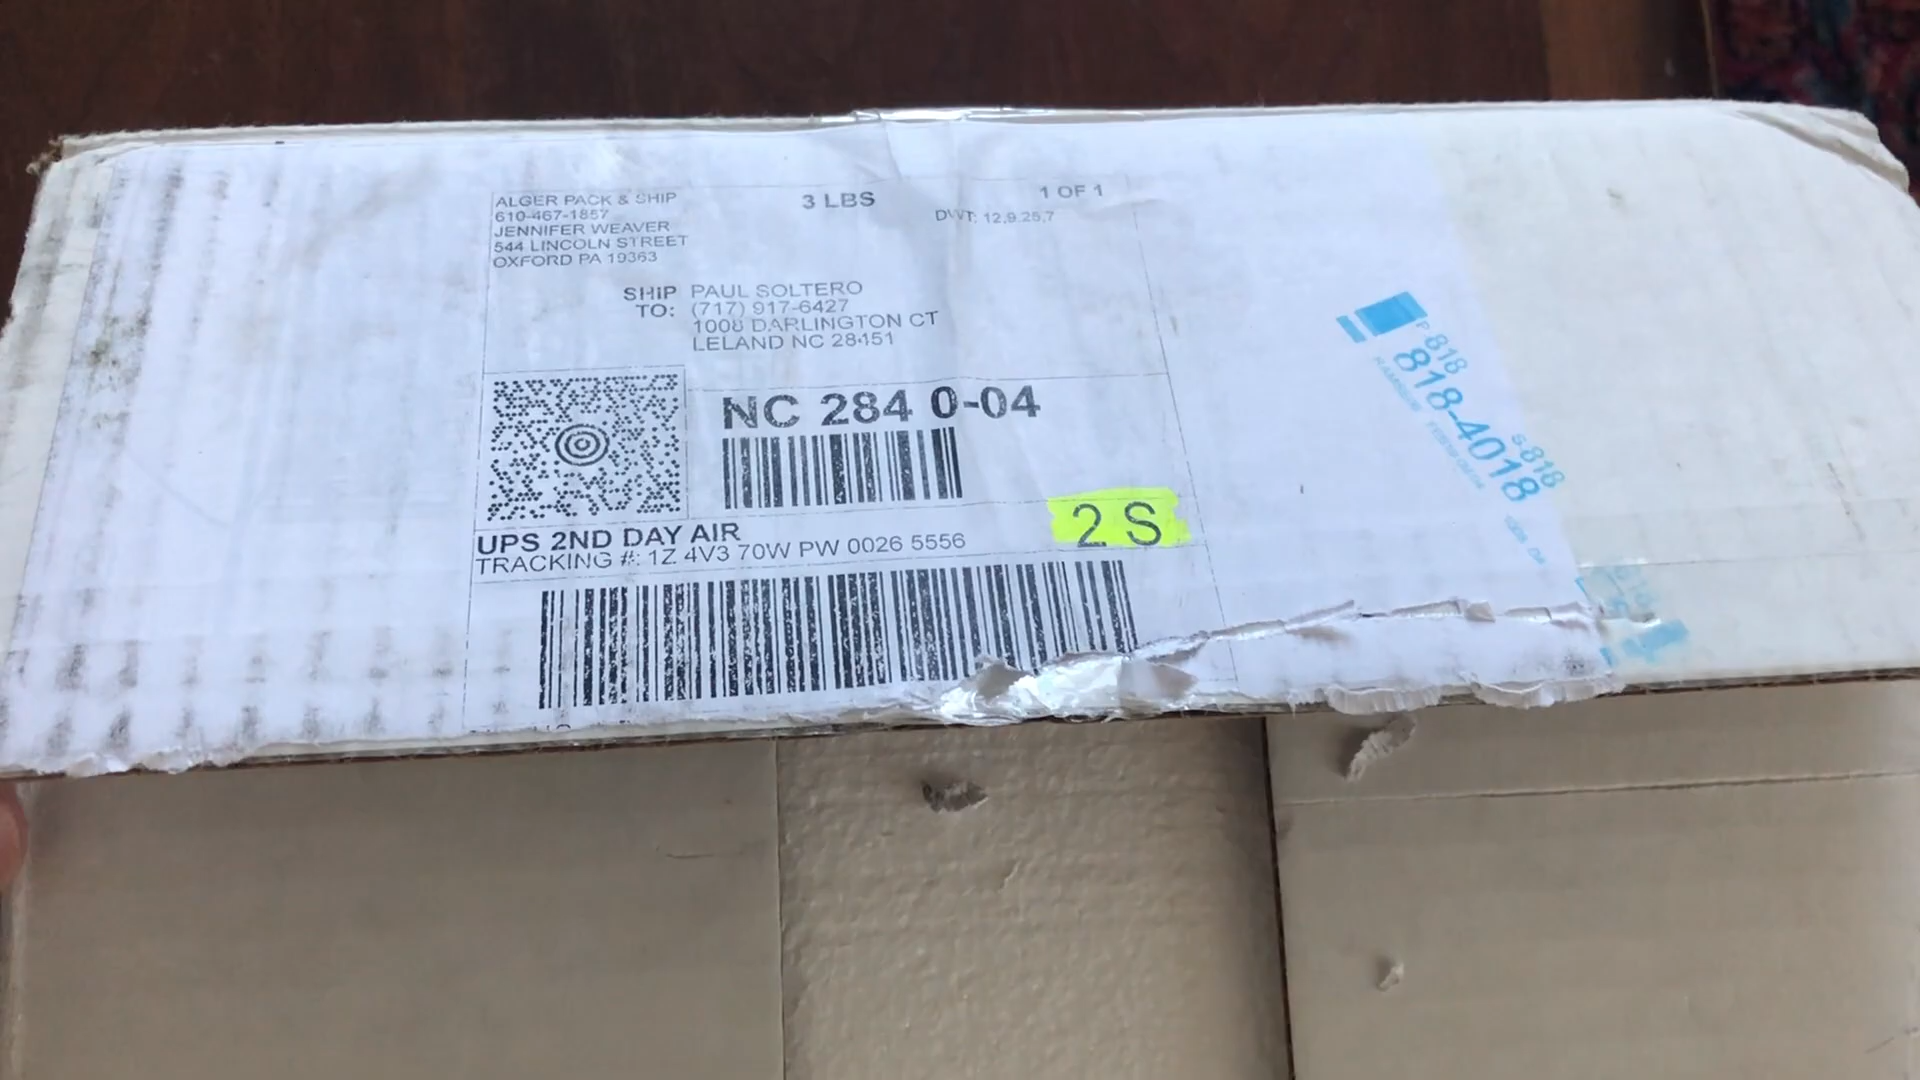 ALGER PACK & SHIP
610-467-1857
JENNIFER WEAVER
544 LINCOLN STREET
OXFORD PA 19363
3 LBS
1 OF 1
DWT: 12,9.25,7
SHIP TO:
PAUL SOLTERO
(717) 917-6427
1008 DARLINGTON CT
LELAND NC 28451
NC 284 0-04
UPS 2ND DAY AIR
TRACKING #: 1Z 4V3 70W PW 0026 5556
2 S
P 818
818-4018
S-818